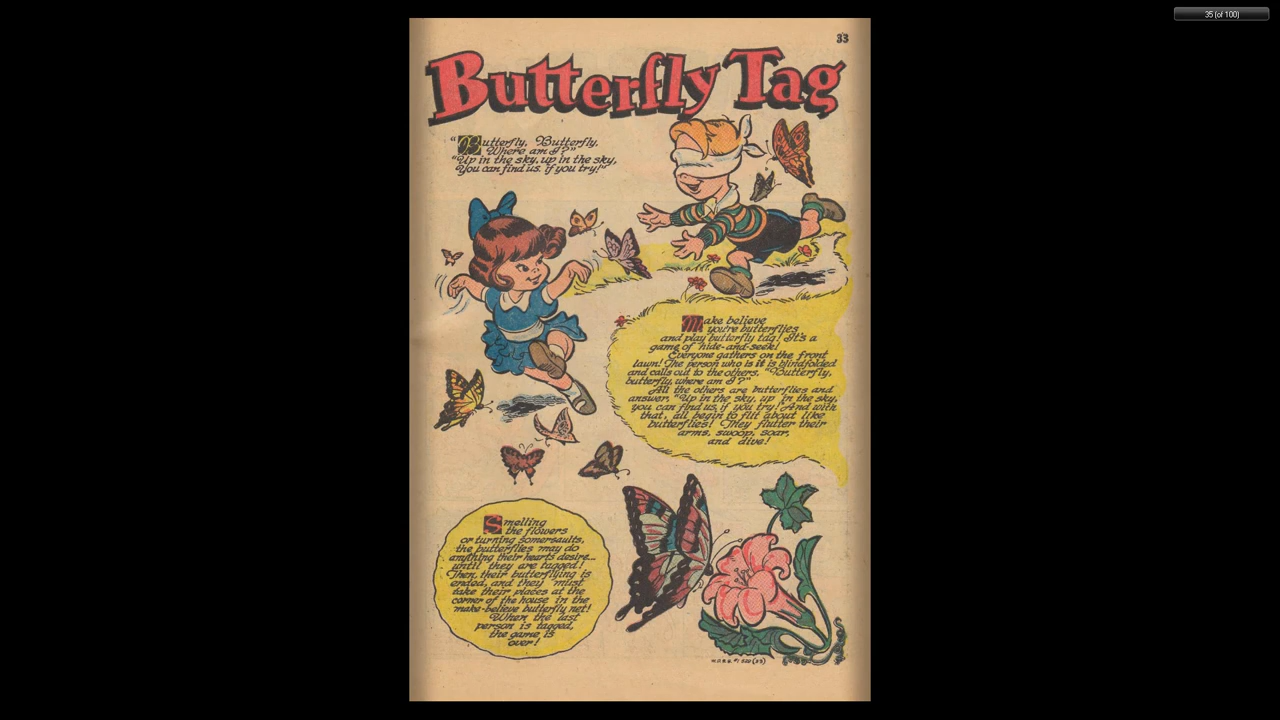 35 (of 100)
33
Butterfly Tag
"Butterfly, Butterfly,
Where am I?"
"Up in the sky, up in the sky,
You can find us, if you try!"
Make believe
you're butterflies
and play butterfly tag! It's a
game of hide-and-seek!
Everyone gathers on the front
lawn! The person who is it is blindfolded
and calls out to the others, "Butterfly,
butterfly, where am I?"
All the others are butterflies and
answer, "Up in the sky, up in the sky,
you can find us, if you try! And with
that, all begin to flit about like
butterflies! They flutter their
arms, swoop, soar,
and dive!
Smelling
the flowers
or turning somersaults,
the butterflies may do
anything their hearts desire...
until they are tagged!
Then, their butterflying is
ended, and they must
take their places at the
corner of the house in the
make-believe butterfly net!
When the last
person is tagged,
the game is
over!